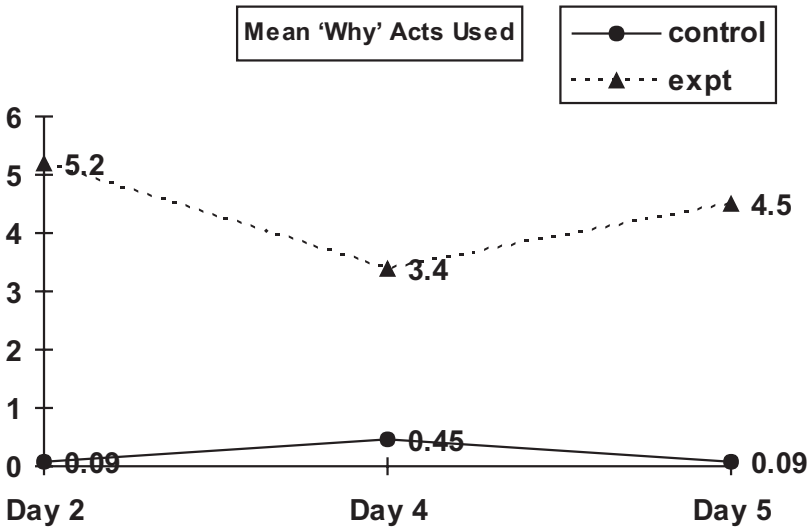 Mean ‘Why’ Acts Used
control
expt
6
5
4
3
2
1
0
5.2
3.4
4.5
0.09
0.45
0.09
Day 2
Day 4
Day 5